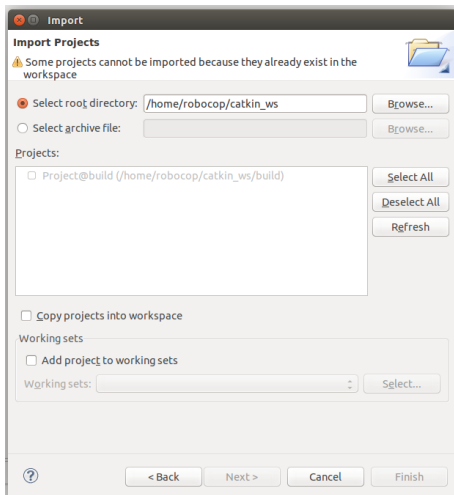 Import
Import Projects
Some projects cannot be imported because they already exist in the
workspace
Select root directory: /home/robocop/catkin_ws Browse...
Select archive file: Browse...
Projects:
Project@build (/home/robocop/catkin_ws/build)
Select All
Deselect All
Refresh
Copy projects into workspace
Working sets
Add project to working sets
Working sets: Select...
? < Back Next > Cancel Finish